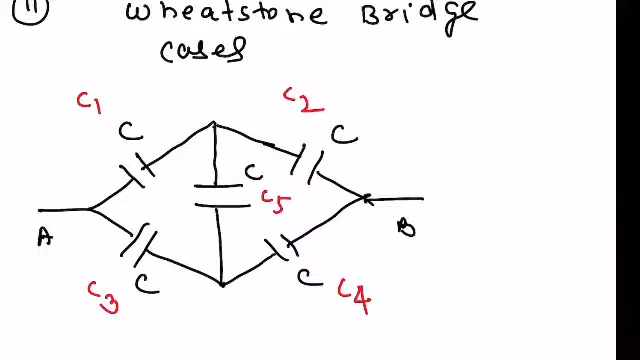 11 Wheatstone Bridge
cases
C1 C2
C C
C
C5
A B
C3 C C C4